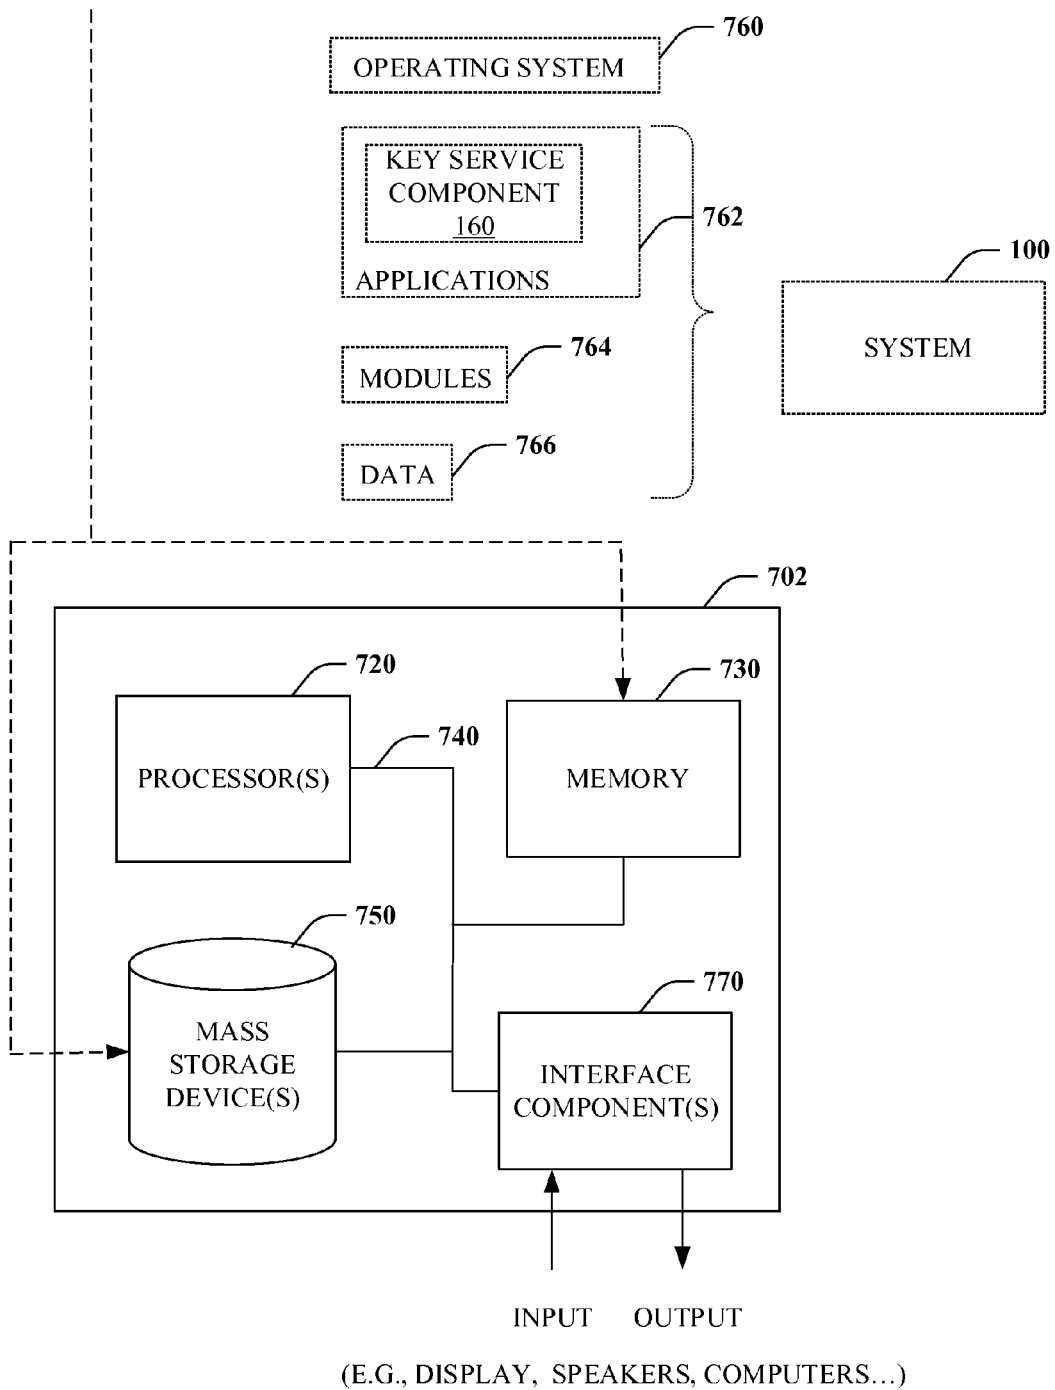 760
OPERATING SYSTEM
KEY SERVICE
COMPONENT
160
APPLICATIONS
762
100
SYSTEM
764
MODULES
766
DATA
702
720
PROCESSOR(S)
740
730
MEMORY
750
MASS
STORAGE
DEVICE(S)
770
INTERFACE
COMPONENT(S)
INPUT OUTPUT
(E.G., DISPLAY, SPEAKERS, COMPUTERS…)